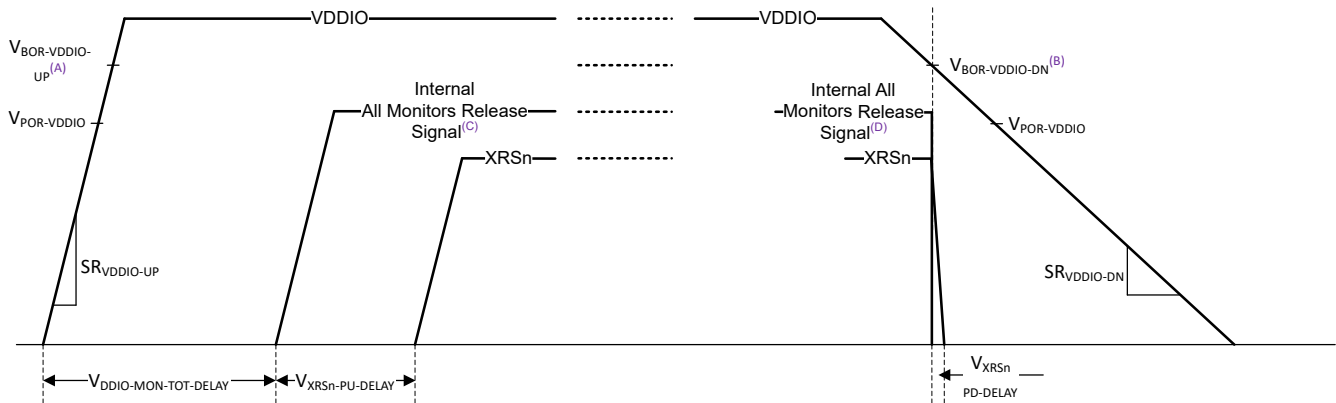 VDDIO
VDDIO
VBOR-VDDIO-
UP(A)
VPOR-VDDIO
Internal
All Monitors Release
Signal(C)
XRSn
Internal All
Monitors Release
Signal(D)
XRSn
VBOR-VDDIO-DN(B)
VPOR-VDDIO
SRVDDIO-UP
SRVDDIO-DN
VDDIO-MON-TOT-DELAY
VXRSn-PU-DELAY
VXRSn
PD-DELAY